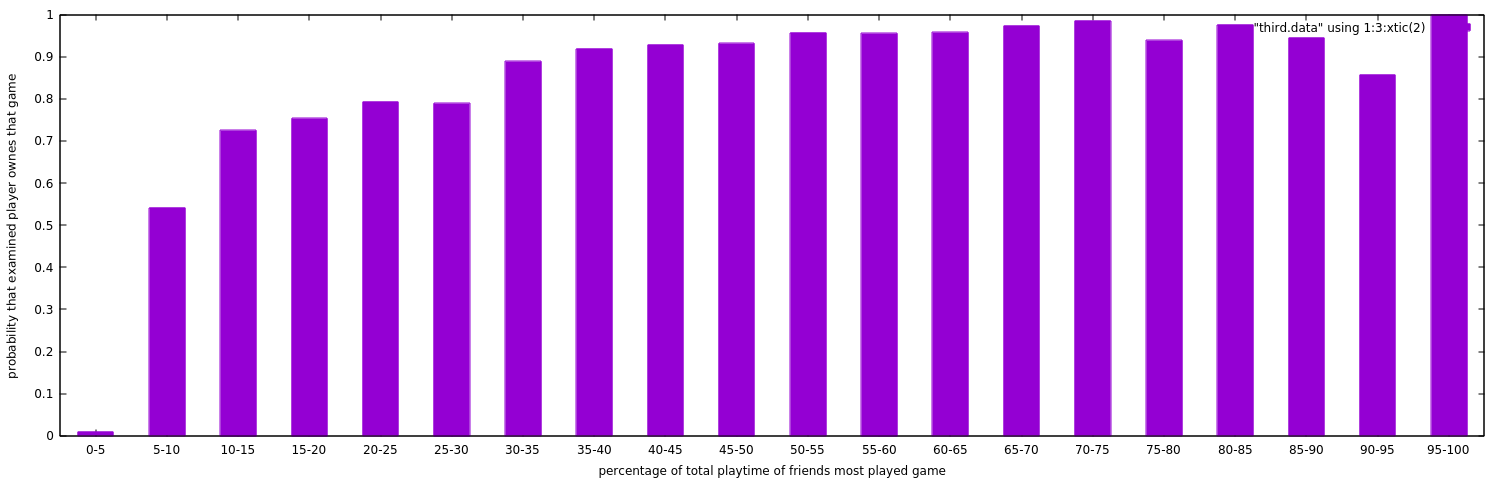 1
0.9
0.8
0.7
0.6
0.5
0.4
0.3
0.2
0.1
0
probability that examined player ownes that game
"third.data" using 1:3:xtic(2)
0-5 5-10 10-15 15-20 20-25 25-30 30-35 35-40 40-45 45-50 50-55 55-60 60-65 65-70 70-75 75-80 80-85 85-90 90-95 95-100
percentage of total playtime of friends most played game